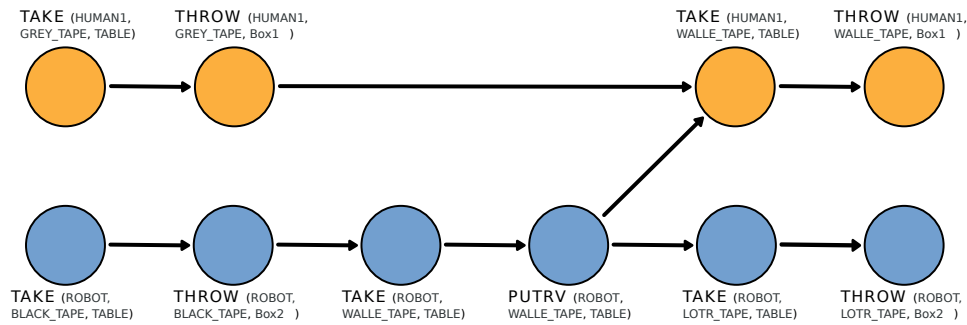 TAKE (HUMAN1,
GREY_TAPE, TABLE)
THROW (HUMAN1,
GREY_TAPE, Box1 )
TAKE (HUMAN1,
WALLE_TAPE, TABLE)
THROW (HUMAN1,
WALLE_TAPE, Box1 )
TAKE (ROBOT,
BLACK_TAPE, TABLE)
THROW (ROBOT,
BLACK_TAPE, Box2 )
TAKE (ROBOT,
WALLE_TAPE, TABLE)
PUTRV (ROBOT,
WALLE_TAPE, TABLE)
TAKE (ROBOT,
LOTR_TAPE, TABLE)
THROW (ROBOT,
LOTR_TAPE, Box2 )